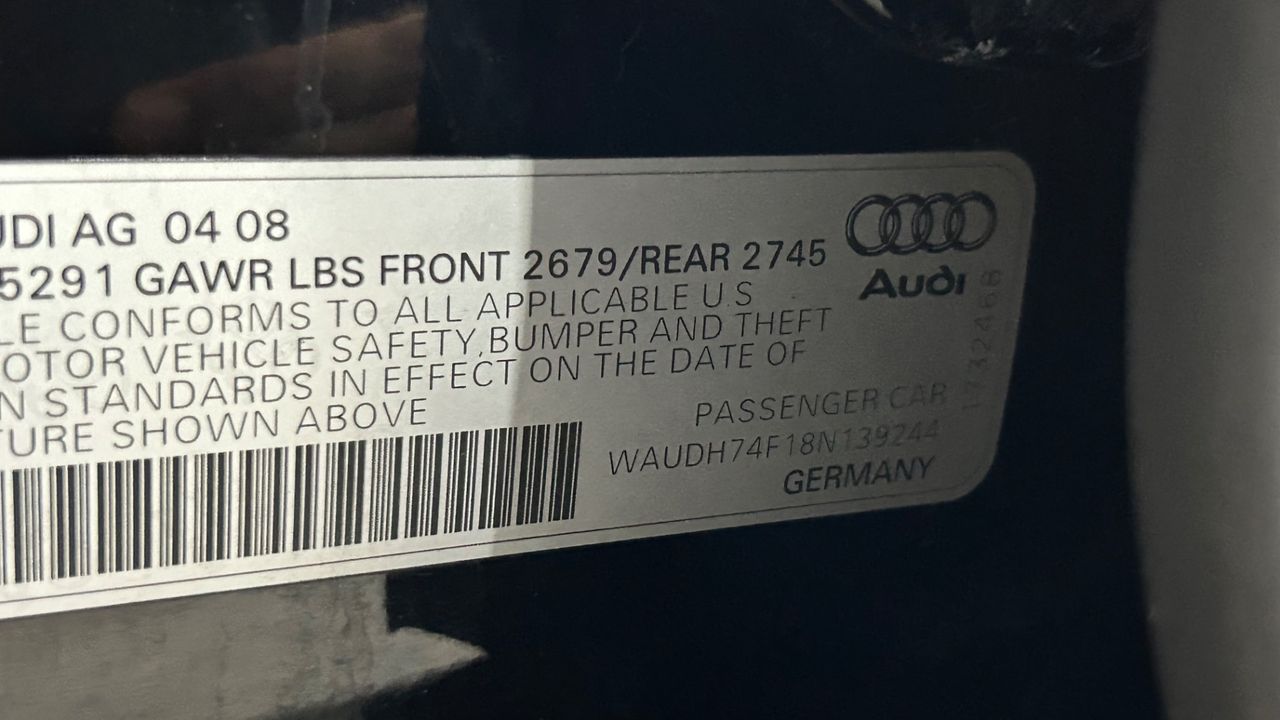 UDI AG 04 08
5291 GAWR LBS FRONT 2679/REAR 2745
LE CONFORMS TO ALL APPLICABLE U.S
OTOR VEHICLE SAFETY,BUMPER AND THEFT
N STANDARDS IN EFFECT ON THE DATE OF
TURE SHOWN ABOVE
Audi
PASSENGER CAR
WAUDH74F18N139244
GERMANY
1732468